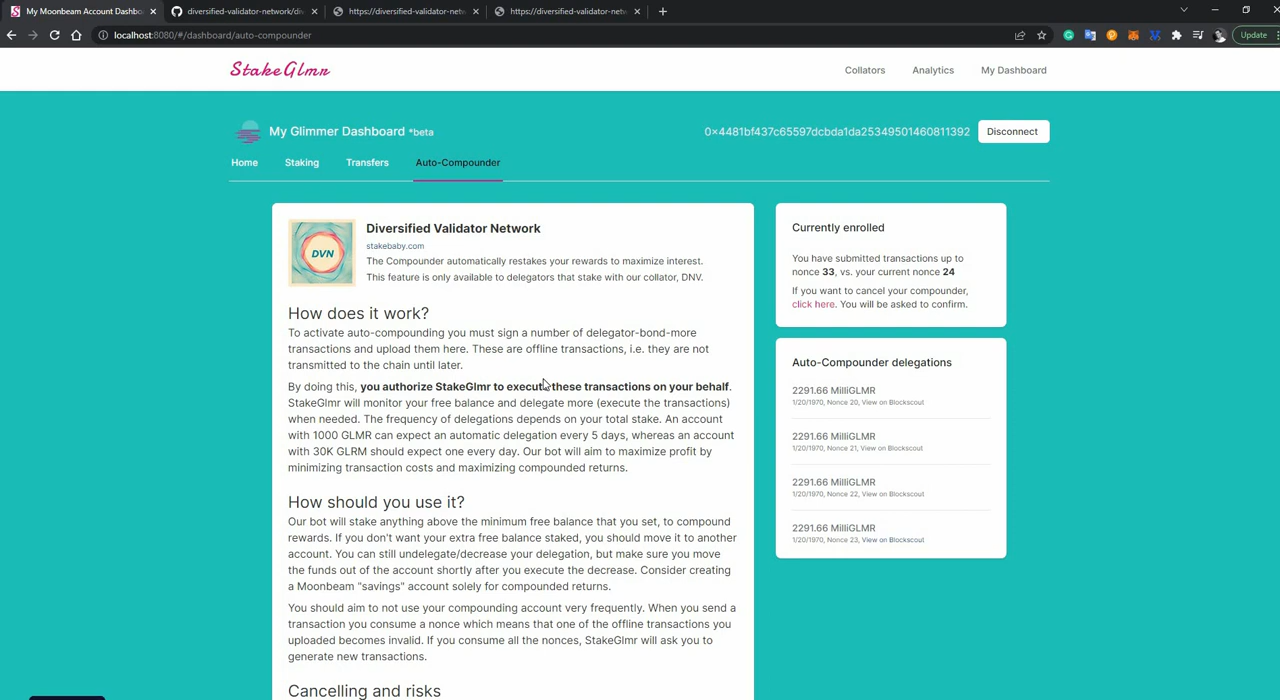 My Moonbeam Account Dashbo
diversified-validator-network/di
https://diversified-validator-net
https://diversified-validator-net
localhost:8080/#/dashboard/auto-compounder
Update
StakeGlmr
Collators
Analytics
My Dashboard
My Glimmer Dashboard *beta
0x4481bf437c65597dcbda1da25349501460811392
Disconnect
Home
Staking
Transfers
Auto-Compounder
DVN
Diversified Validator Network
stakebaby.com
The Compounder automatically restakes your rewards to maximize interest.
This feature is only available to delegators that stake with our collator, DNV.
How does it work?
To activate auto-compounding you must sign a number of delegator-bond-more
transactions and upload them here. These are offline transactions, i.e. they are not
transmitted to the chain until later.
By doing this, you authorize StakeGlmr to execute these transactions on your behalf.
StakeGlmr will monitor your free balance and delegate more (execute the transactions)
when needed. The frequency of delegations depends on your total stake. An account
with 1000 GLMR can expect an automatic delegation every 5 days, whereas an account
with 30K GLRM should expect one every day. Our bot will aim to maximize profit by
minimizing transaction costs and maximizing compounded returns.
How should you use it?
Our bot will stake anything above the minimum free balance that you set, to compound
rewards. If you don't want your extra free balance staked, you should move it to another
account. You can still undelegate/decrease your delegation, but make sure you move
the funds out of the account shortly after you execute the decrease. Consider creating
a Moonbeam "savings" account solely for compounded returns.
You should aim to not use your compounding account very frequently. When you send a
transaction you consume a nonce which means that one of the offline transactions you
uploaded becomes invalid. If you consume all the nonces, StakeGlmr will ask you to
generate new transactions.
Cancelling and risks
Currently enrolled
You have submitted transactions up to
nonce 33, vs. your current nonce 24
If you want to cancel your compounder,
click here. You will be asked to confirm.
Auto-Compounder delegations
2291.66 MilliGLMR
1/20/1970, Nonce 20, View on Blockscout
2291.66 MilliGLMR
1/20/1970, Nonce 21, View on Blockscout
2291.66 MilliGLMR
1/20/1970, Nonce 22, View on Blockscout
2291.66 MilliGLMR
1/20/1970, Nonce 23, View on Blockscout